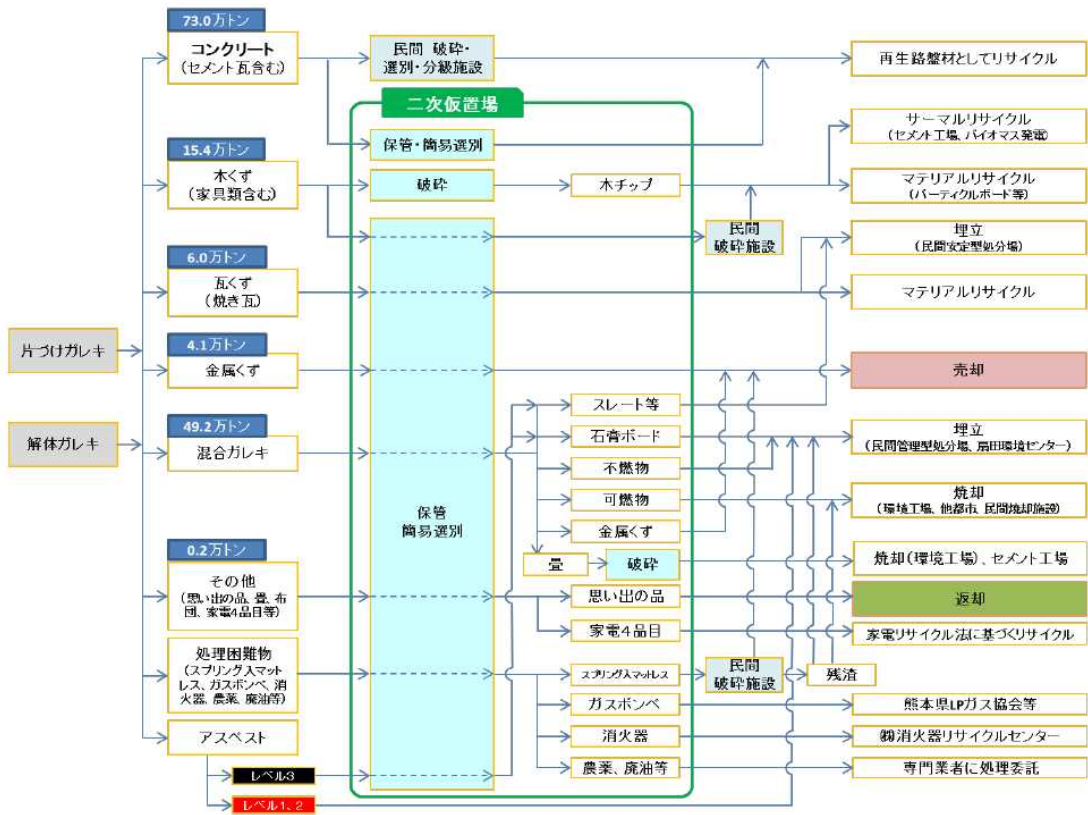 73.0万トン
コンクリート
(セメント瓦含む)
民間 破砕・
選別・分級施設
再生路盤材としてリサイクル
二次仮置場
保管・簡易選別
サーマルリサイクル
(セメント工場、バイオマス発電)
15.4万トン
木くず
(家具類含む)
破砕
木チップ
マテリアルリサイクル
(パーティクルボード等)
民間
破砕施設
埋立
(民間安定型処分場)
6.0万トン
瓦くず
(焼き瓦)
マテリアルリサイクル
片づけガレキ
4.1万トン
金属くず
売却
解体ガレキ
49.2万トン
混合ガレキ
スレート等
石膏ボード
埋立
(民間管理型処分場、扇田環境センター)
不燃物
可燃物
焼却
(環境工場、他都市、民間焼却施設)
金属くず
保管
簡易選別
畳
破砕
焼却(環境工場)、セメント工場
0.2万トン
その他
(思い出の品、畳、布
団、家電4品目等)
思い出の品
返却
家電4品目
家電リサイクル法に基づくリサイクル
処理困難物
(スプリング入マット
レス、ガスボンベ、消
火器、農薬、廃油等)
スプリング入マットレス
民間
破砕施設
残渣
ガスボンベ
熊本県LPガス協会等
アスベスト
消火器
㈱消火器リサイクルセンター
レベル3
農薬、廃油等
専門業者に処理委託
レベル1、2